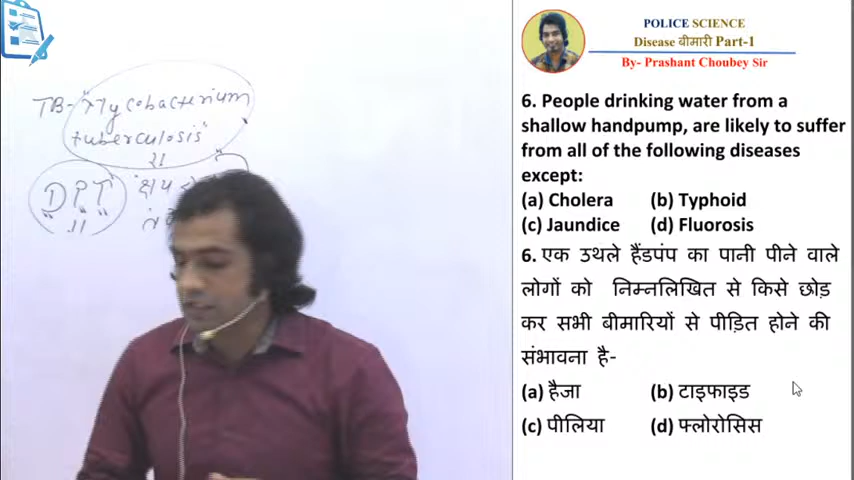 TB- "Mycobacterium
tuberculosis"
DPT
क्षय
POLICE SCIENCE
Disease बीमारी Part-1
By- Prashant Choubey Sir
6. People drinking water from a
shallow handpump, are likely to suffer
from all of the following diseases
except:
(a) Cholera (b) Typhoid
(c) Jaundice (d) Fluorosis
6. एक उथले हैंडपंप का पानी पीने वाले
लोगों को निम्नलिखित से किसे छोड़
कर सभी बीमारियों से पीड़ित होने की
संभावना है-
(a) हैजा (b) टाइफाइड
(c) पीलिया (d) फ्लोरोसिस